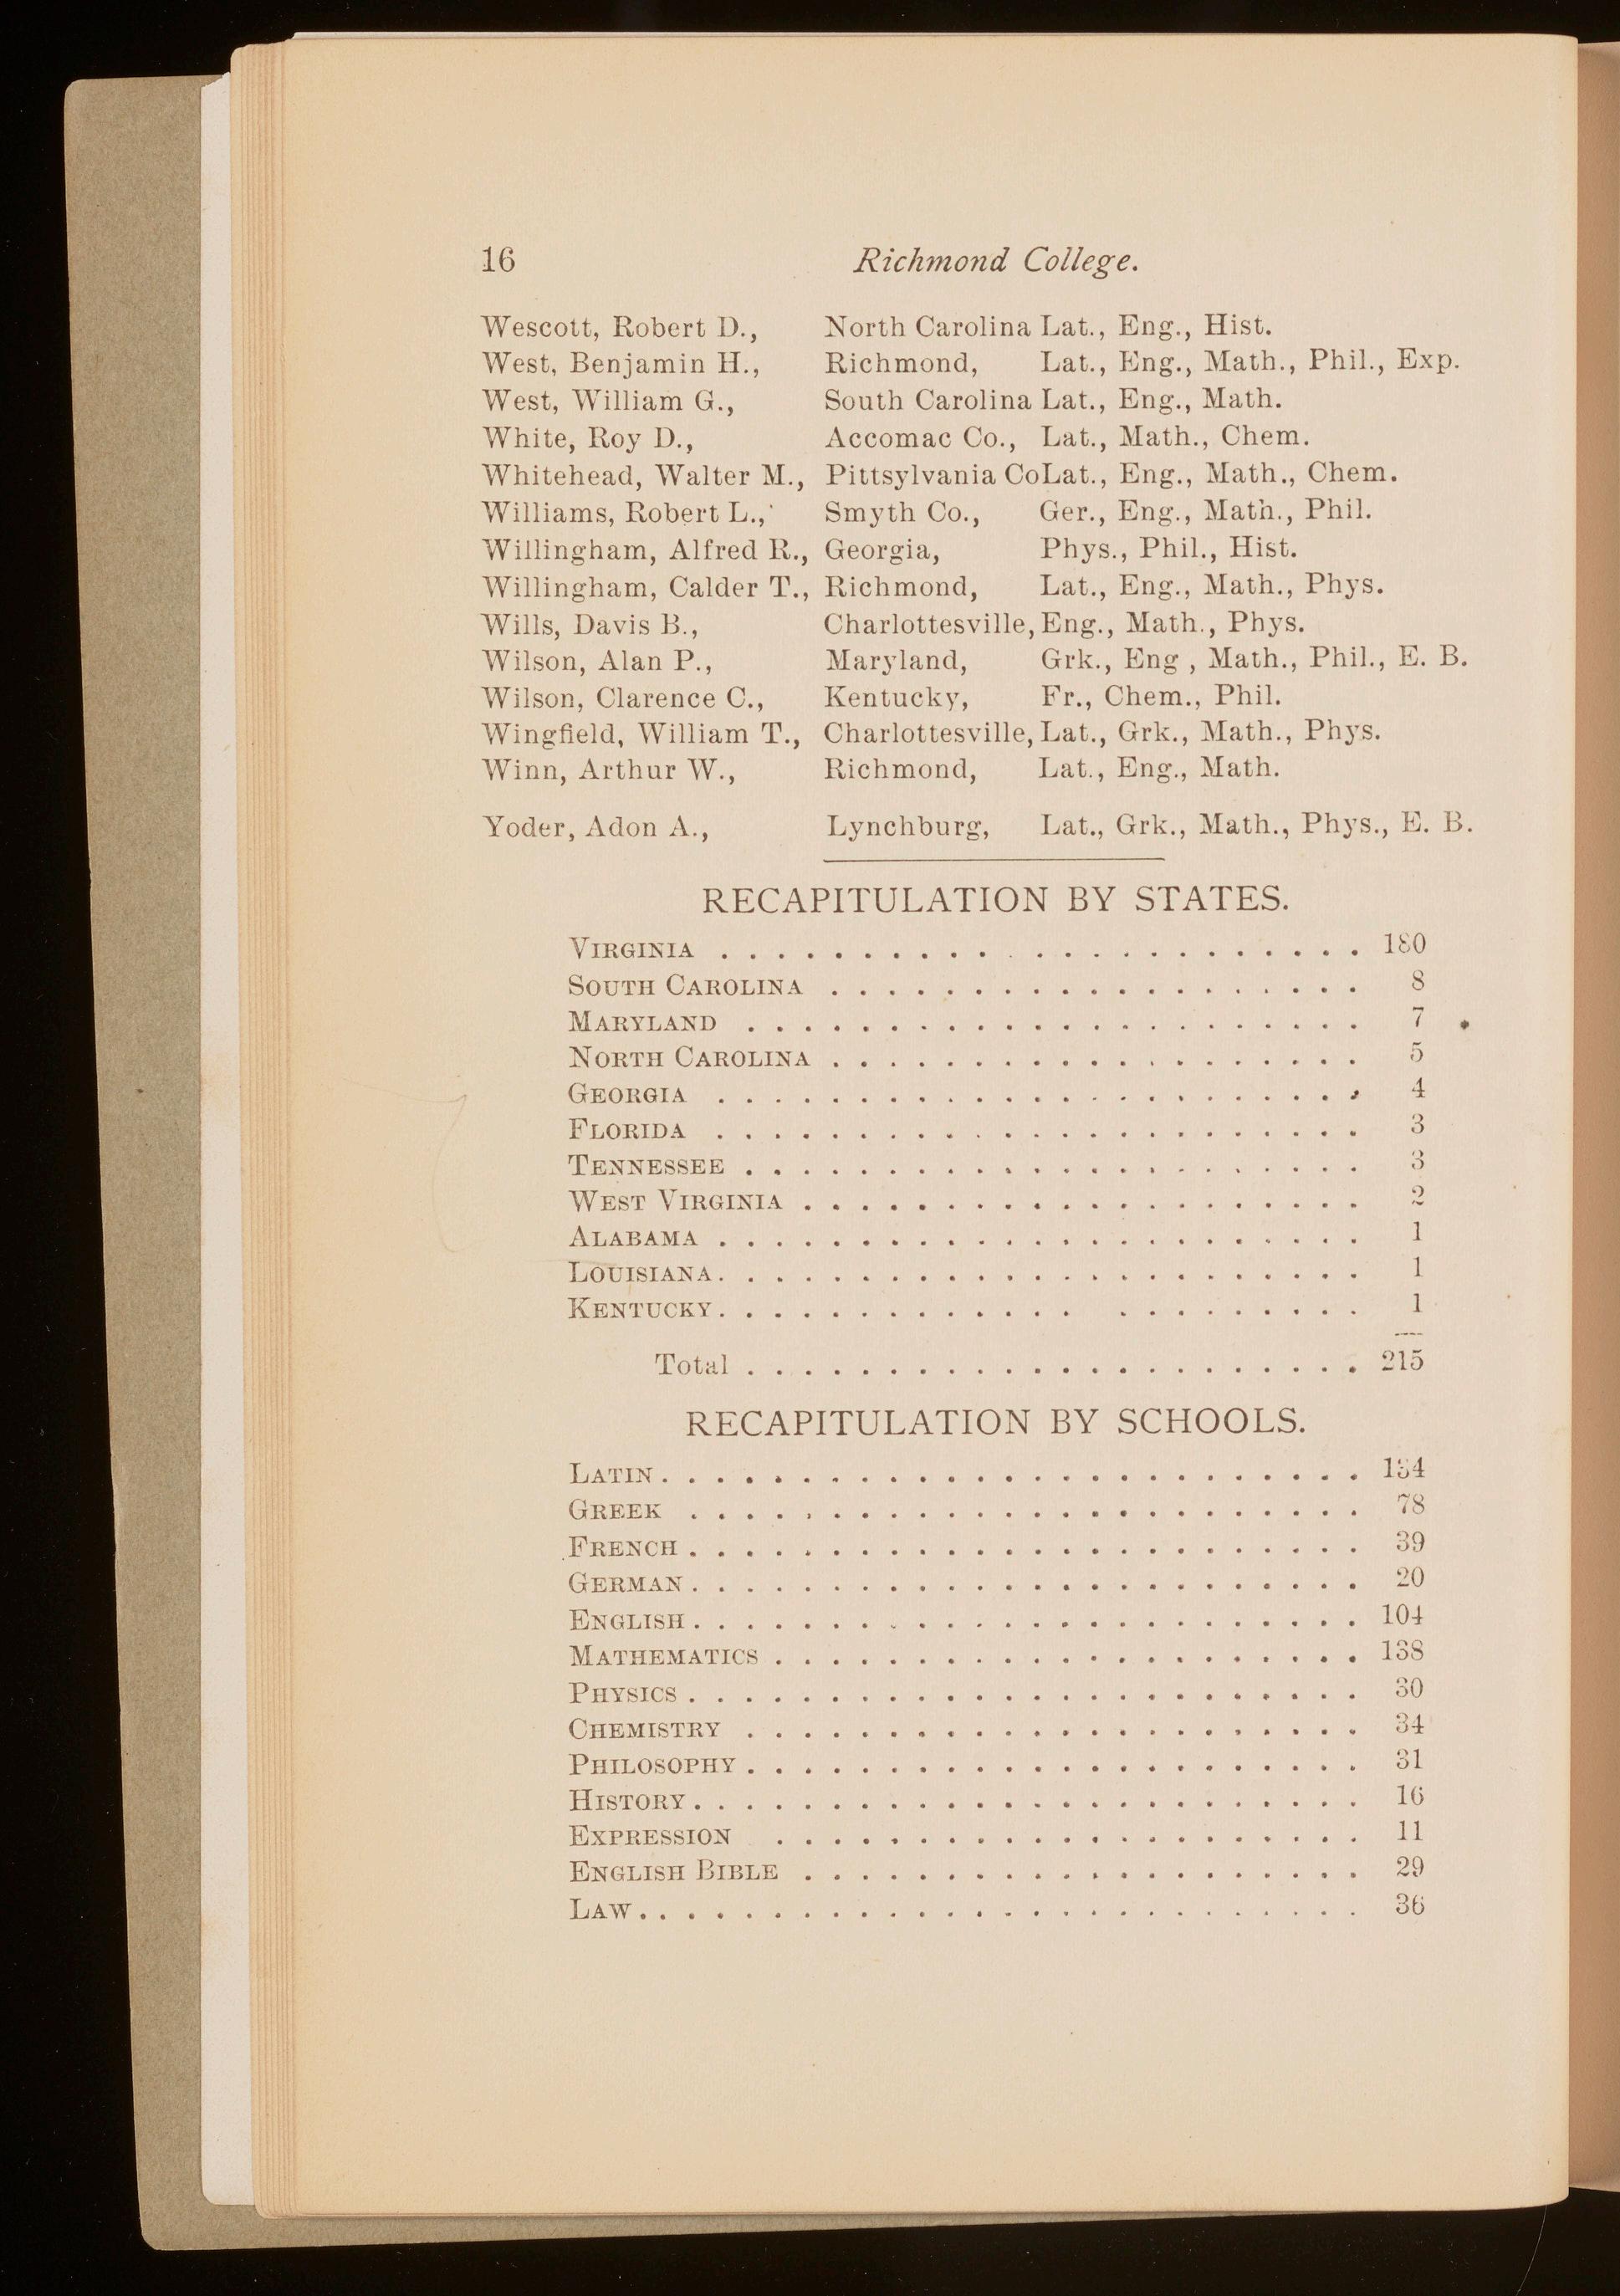 16 Richmond College.
Wescott, Robert D., North Carolina Lat., Eng., Hist.
West, Benjamin H., Richmond, Lat., Eng., Math., Phil., Exp.
West, William G., South Carolina Lat., Eng., Math.
White, Roy D., Accomac Co., Lat., Math., Chem.
Whitehead, Walter M., Pittsylvania Co Lat., Eng., Math., Chem.
Williams, Robert L., Smyth Co., Ger., Eng., Math., Phil.
Willingham, Alfred R., Georgia, Phys., Phil., Hist.
Willingham, Calder T., Richmond, Lat., Eng., Math., Phys.
Wills, Davis B., Charlottesville, Eng., Math., Phys.
Wilson, Alan P., Maryland, Grk., Eng , Math., Phil., E. B.
Wilson, Clarence C., Kentucky, Fr., Chem., Phil.
Wingfield, William T., Charlottesville, Lat., Grk., Math., Phys.
Winn, Arthur W., Richmond, Lat., Eng., Math.
Yoder, Adon A., Lynchburg, Lat., Grk., Math., Phys., E. B.
RECAPITULATION BY STATES.
VIRGINIA . . . . . . . . . . . . . . . . . . . . . . . 180
SOUTH CAROLINA . . . . . . . . . . . . . . . . . . . 8
MARYLAND . . . . . . . . . . . . . . . . . . . . . . 7
NORTH CAROLINA . . . . . . . . . . . . . . . . . . . 5
GEORGIA . . . . . . . . . . . . . . . . . . . . . . . 4
FLORIDA . . . . . . . . . . . . . . . . . . . . . . . 3
TENNESSEE . . . . . . . . . . . . . . . . . . . . . . 3
WEST VIRGINIA . . . . . . . . . . . . . . . . . . . . 2
ALABAMA . . . . . . . . . . . . . . . . . . . . . . . 1
LOUISIANA . . . . . . . . . . . . . . . . . . . . . . . 1
KENTUCKY . . . . . . . . . . . . . . . . . . . . . . 1
Total . . . . . . . . . . . . . . . . . . . . . . 215
RECAPITULATION BY SCHOOLS.
LATIN . . . . . . . . . . . . . . . . . . . . . . . . . 134
GREEK . . . . . . . . . . . . . . . . . . . . . . . . 78
FRENCH . . . . . . . . . . . . . . . . . . . . . . . . 39
GERMAN . . . . . . . . . . . . . . . . . . . . . . . . 20
ENGLISH . . . . . . . . . . . . . . . . . . . . . . . . 104
MATHEMATICS . . . . . . . . . . . . . . . . . . . . . 138
PHYSICS . . . . . . . . . . . . . . . . . . . . . . . . 30
CHEMISTRY . . . . . . . . . . . . . . . . . . . . . . 34
PHILOSOPHY . . . . . . . . . . . . . . . . . . . . . . 31
HISTORY . . . . . . . . . . . . . . . . . . . . . . . . 16
EXPRESSION . . . . . . . . . . . . . . . . . . . . . 11
ENGLISH BIBLE . . . . . . . . . . . . . . . . . . . . 29
LAW . . . . . . . . . . . . . . . . . . . . . . . . . . 36